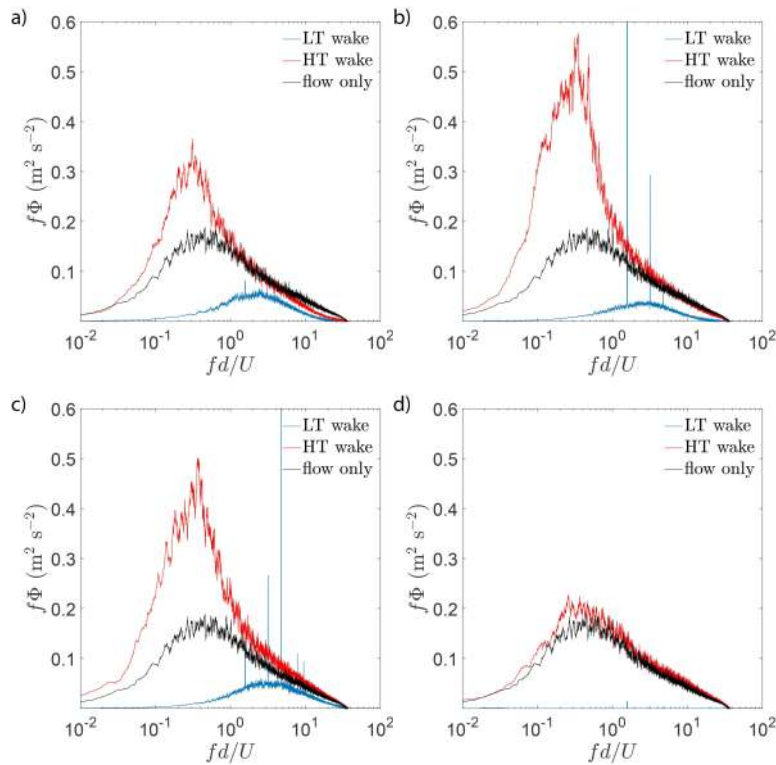 a)
0.6
0.5
0.4
0.3
0.2
0.1
fΦ (m² s⁻²)
LT wake
HT wake
flow only
10⁻² 10⁻¹ 10⁰ 10¹ 10²
fd/U
b)
0.6
0.5
0.4
0.3
0.2
0.1
fΦ (m² s⁻²)
LT wake
HT wake
flow only
10⁻² 10⁻¹ 10⁰ 10¹ 10²
fd/U
c)
0.6
0.5
0.4
0.3
0.2
0.1
fΦ (m² s⁻²)
LT wake
HT wake
flow only
10⁻² 10⁻¹ 10⁰ 10¹ 10²
fd/U
d)
0.6
0.5
0.4
0.3
0.2
0.1
fΦ (m² s⁻²)
LT wake
HT wake
flow only
10⁻² 10⁻¹ 10⁰ 10¹ 10²
fd/U